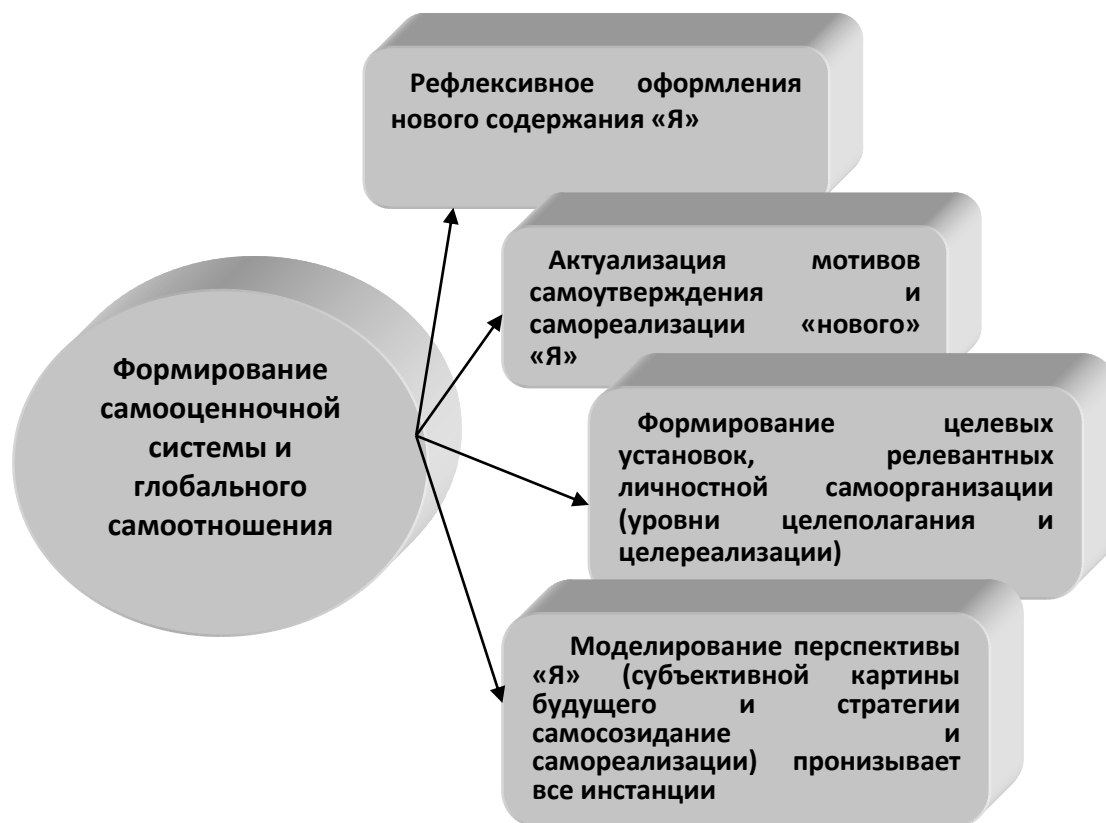 Рефлексивное оформления
нового содержания «Я»
Актуализация мотивов
самоутверждения и
самореализации «нового»
«Я»
Формирование
самооценночной
системы и
глобального
самоотношения
Формирование целевых
установок, релевантных
личностной самоорганизации
(уровни целеполагания и
целереализации)
Моделирование перспективы
«Я» (субъективной картины
будущего и стратегии
самосозидание и
самореализации) пронизывает
все инстанции